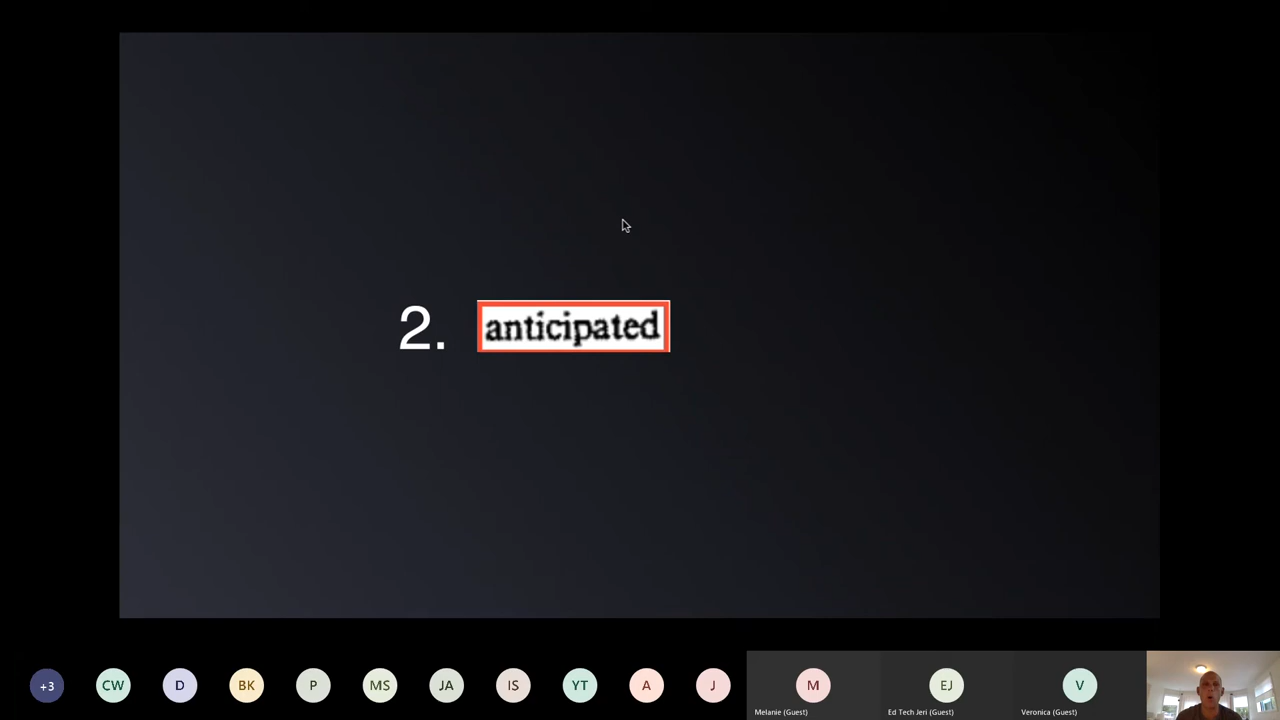 2. anticipated
+3 CW D BK P MS JA IS YT A J M EJ V
Melanie (Guest) Ed Tech Jeri (Guest) Veronica (Guest)